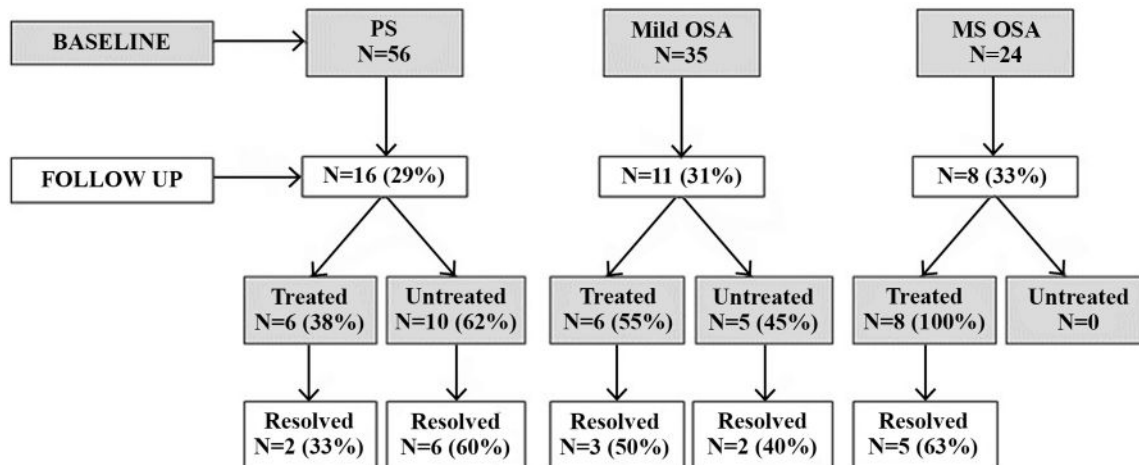 BASELINE
PS
N=56
Mild OSA
N=35
MS OSA
N=24
FOLLOW UP
N=16 (29%)
N=11 (31%)
N=8 (33%)
Treated
N=6 (38%)
Untreated
N=10 (62%)
Treated
N=6 (55%)
Untreated
N=5 (45%)
Treated
N=8 (100%)
Untreated
N=0
Resolved
N=2 (33%)
Resolved
N=6 (60%)
Resolved
N=3 (50%)
Resolved
N=2 (40%)
Resolved
N=5 (63%)